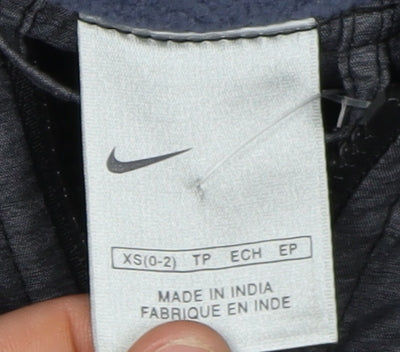 XS(0-2) TP ECH EP
MADE IN INDIA
FABRIQUE EN INDE